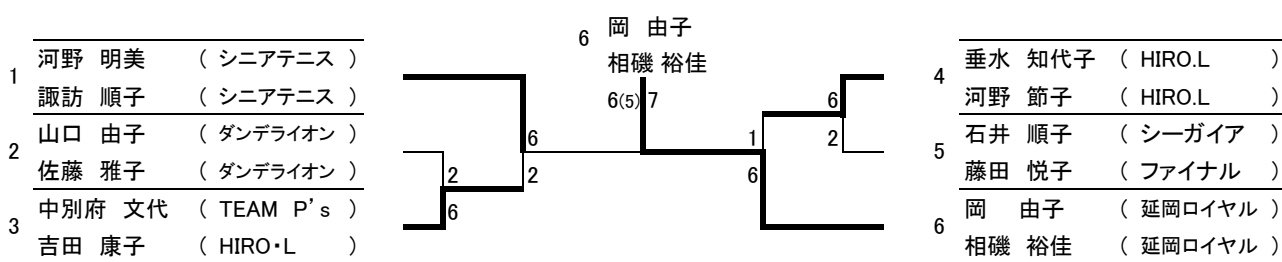 6 岡 由子
相磯 裕佳
6(5) 7
1 河野 明美 ( シニアテニス )
諏訪 順子 ( シニアテニス )
2 山口 由子 ( ダンデライオン )
佐藤 雅子 ( ダンデライオン )
3 中別府 文代 ( TEAM P's )
吉田 康子 ( HIRO・L )
6
2
2
6
4 垂水 知代子 ( HIRO.L )
河野 節子 ( HIRO.L )
5 石井 順子 ( シーガイア )
藤田 悦子 ( ファイナル )
6 岡 由子 ( 延岡ロイヤル )
相磯 裕佳 ( 延岡ロイヤル )
6
1 2
6